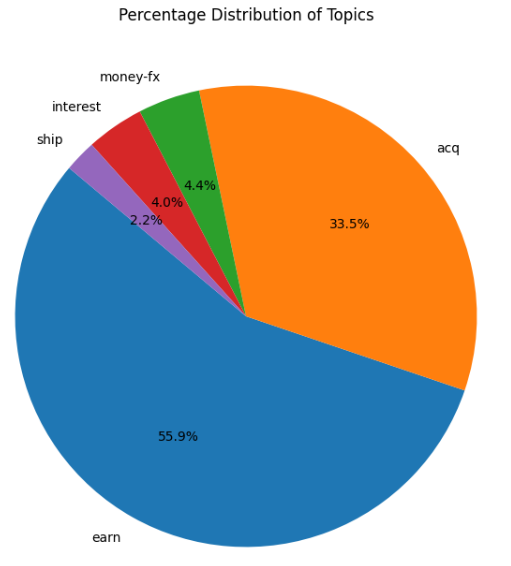 Percentage Distribution of Topics
money-fx
interest
ship
acq
4.4%
4.0%
2.2%
33.5%
55.9%
earn